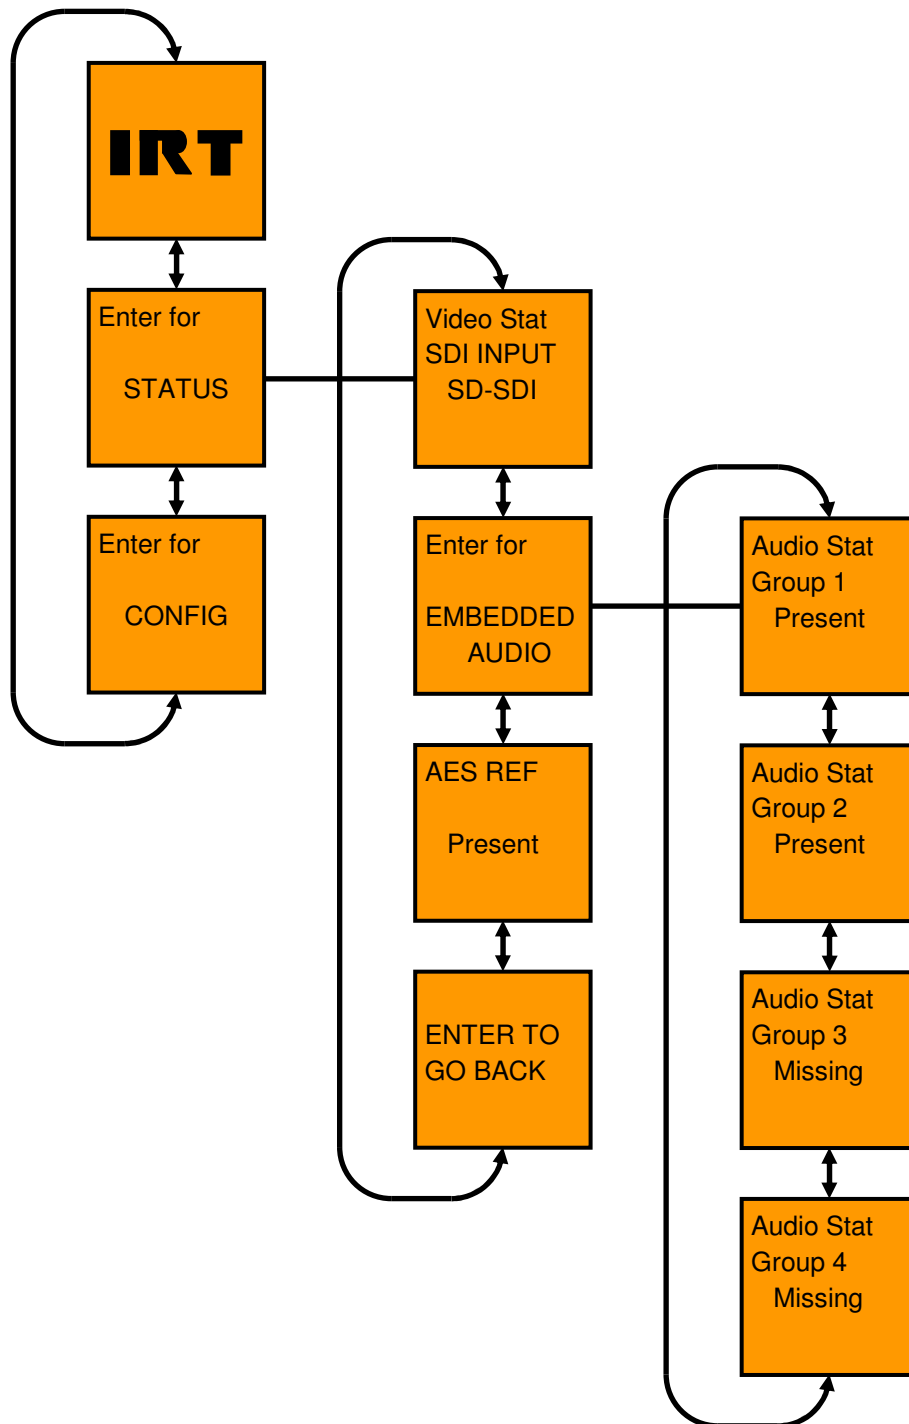 IRT
Enter for
STATUS
Enter for
CONFIG
Video Stat
SDI INPUT
SD-SDI
Enter for
EMBEDDED
AUDIO
AES REF
Present
ENTER TO
GO BACK
Audio Stat
Group 1
Present
Audio Stat
Group 2
Present
Audio Stat
Group 3
Missing
Audio Stat
Group 4
Missing